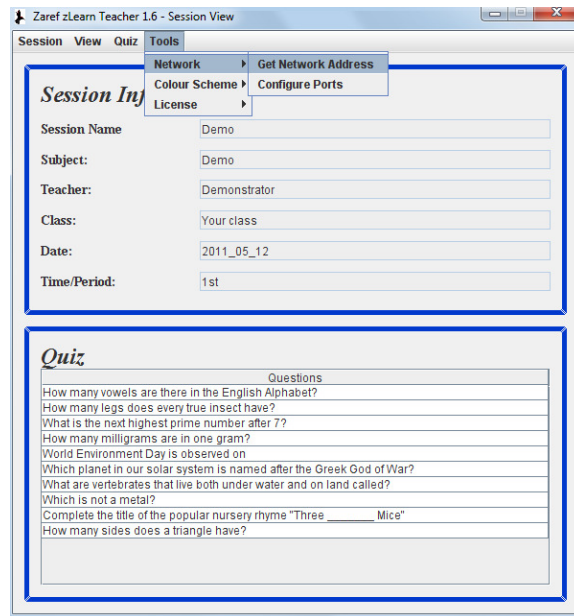 Zaref zLearn Teacher 1.6 - Session View
Session View Quiz Tools
Network Get Network Address
Colour Scheme Configure Ports
License
Session Inf
Session Name Demo
Subject: Demo
Teacher: Demonstrator
Class: Your class
Date: 2011_05_12
Time/Period: 1st
Quiz
Questions
How many vowels are there in the English Alphabet?
How many legs does every true insect have?
What is the next highest prime number after 7?
How many milligrams are in one gram?
World Environment Day is observed on
Which planet in our solar system is named after the Greek God of War?
What are vertebrates that live both under water and on land called?
Which is not a metal?
Complete the title of the popular nursery rhyme "Three ________ Mice"
How many sides does a triangle have?